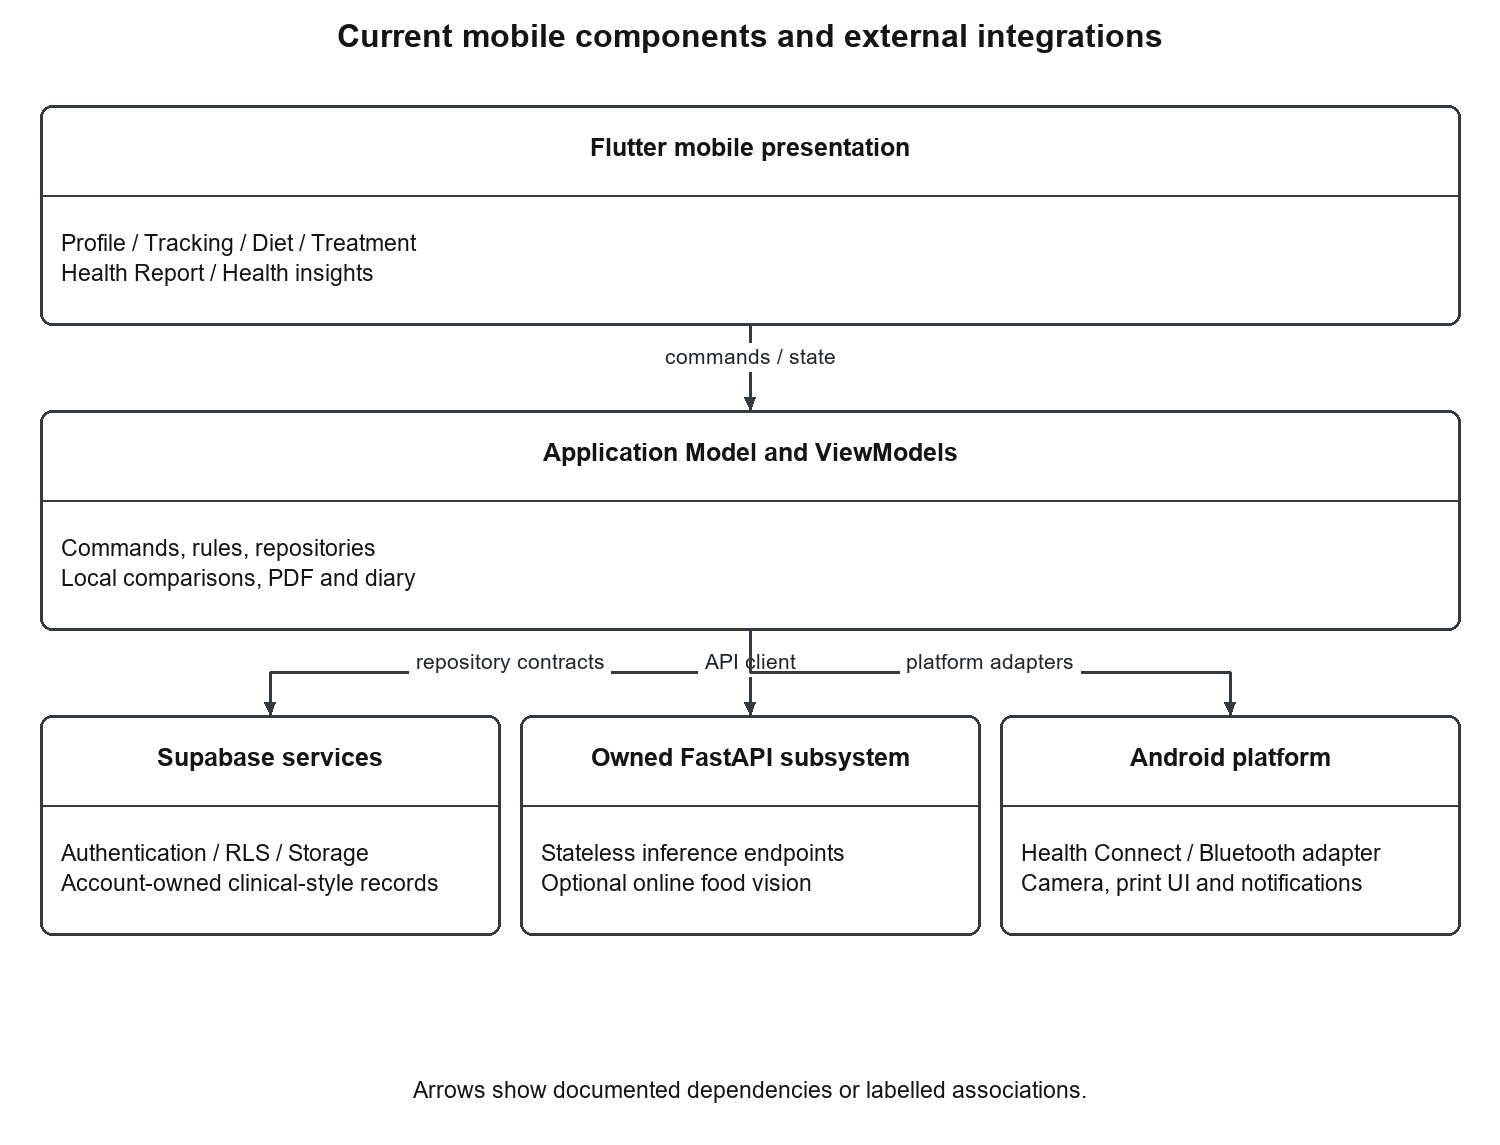 Current mobile components and external integrations
Flutter mobile presentation
Profile / Tracking / Diet / Treatment
Health Report / Health insights
commands / state
Application Model and ViewModels
Commands, rules, repositories
Local comparisons, PDF and diary
repository contracts
API client
platform adapters
Supabase services
Authentication / RLS / Storage
Account-owned clinical-style records
Owned FastAPI subsystem
Stateless inference endpoints
Optional online food vision
Android platform
Health Connect / Bluetooth adapter
Camera, print UI and notifications
Arrows show documented dependencies or labelled associations.